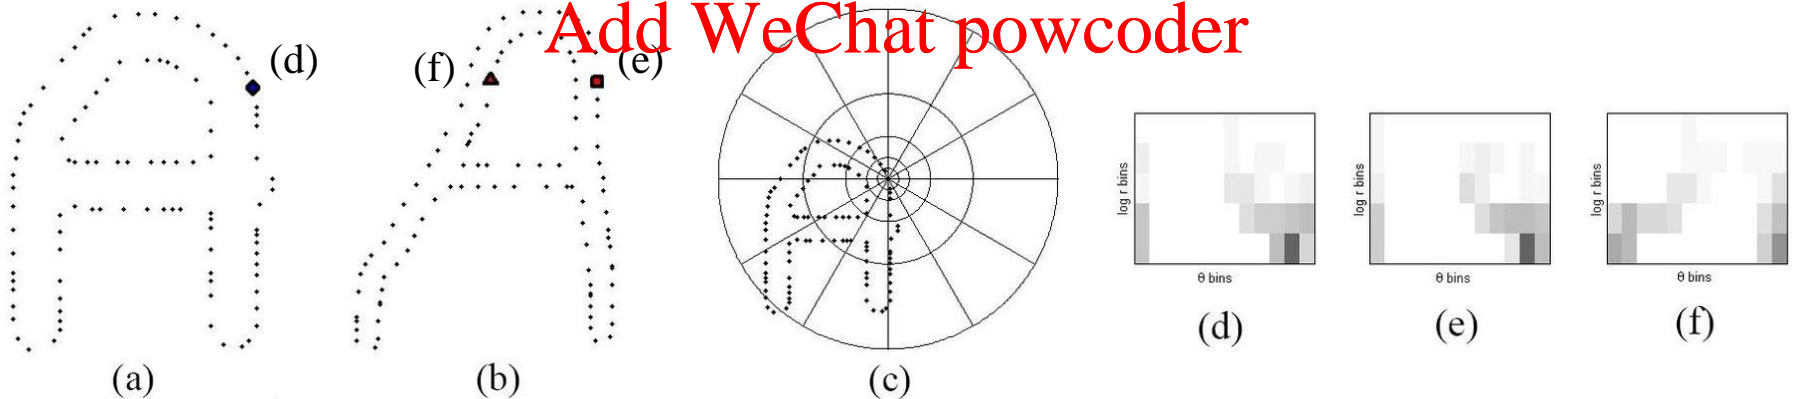 Add WeChat powcoder
(d)
(f)
(e)
log r bins
θ bins
log r bins
θ bins
log r bins
θ bins
(a)
(b)
(c)
(d)
(e)
(f)